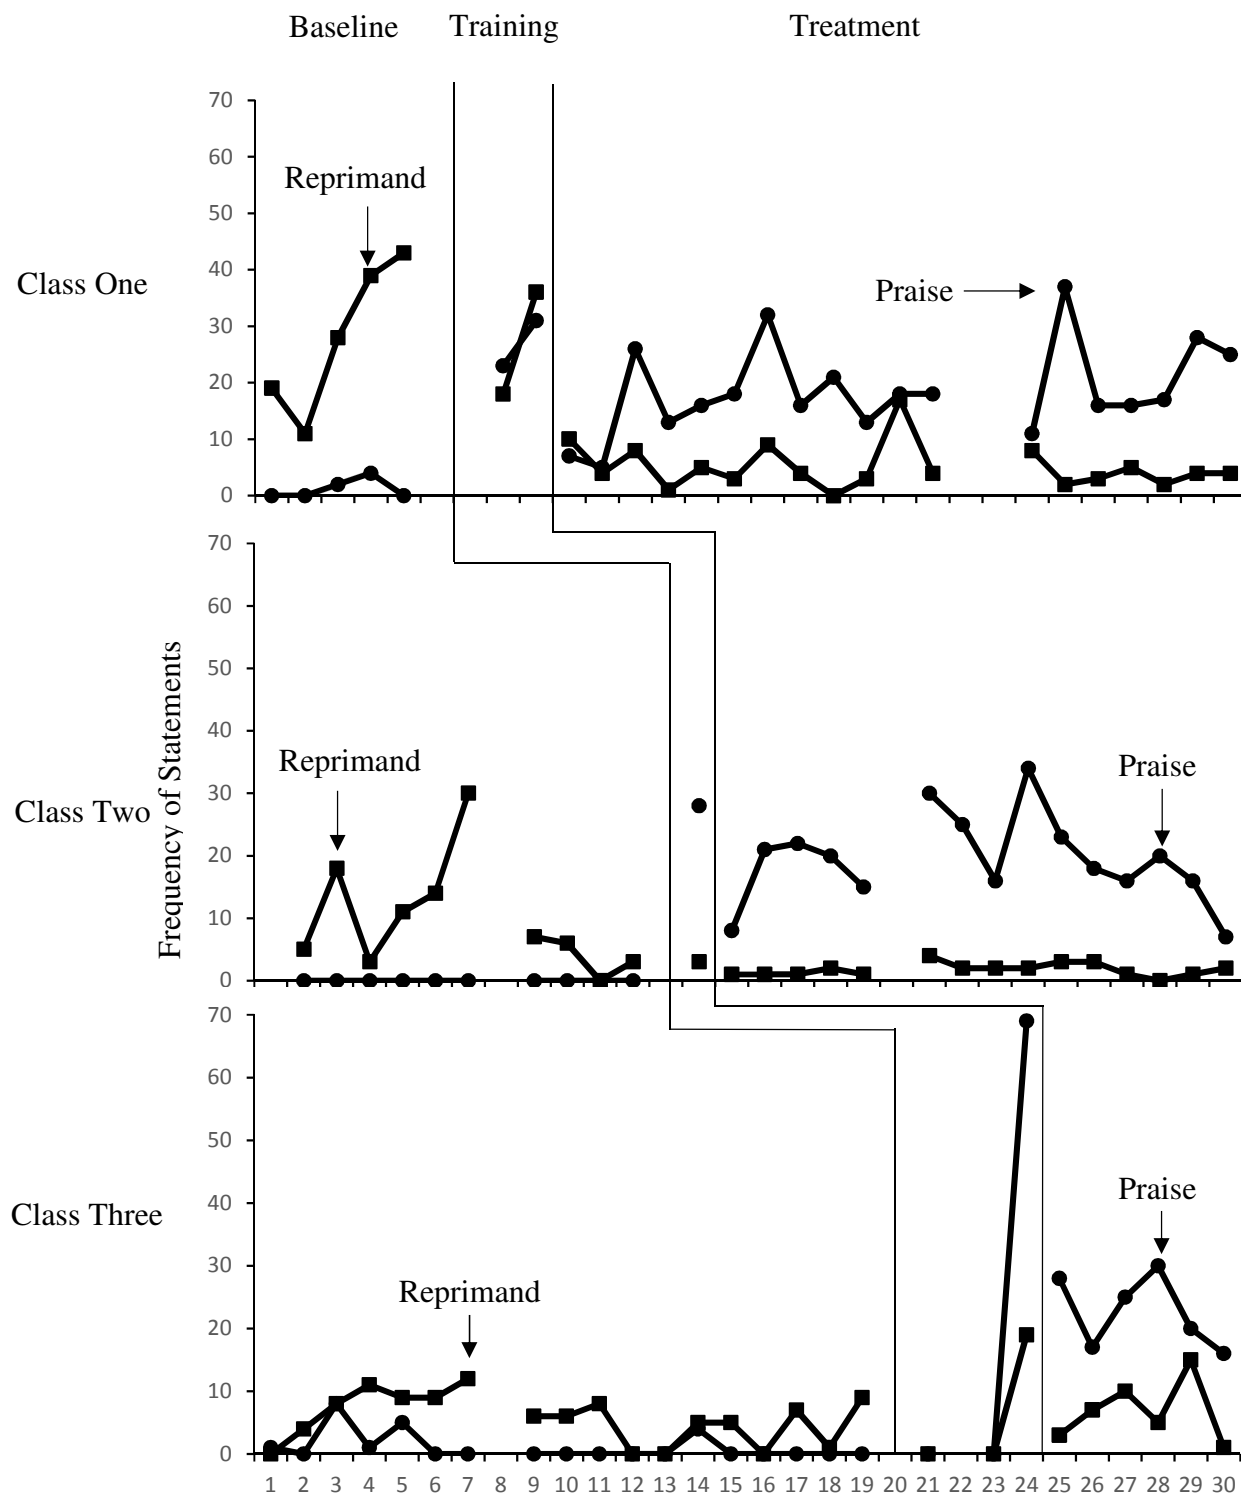 Baseline Training Treatment
70
60
50
40
30
20
10
0
Reprimand
Praise
Class One
70
60
50
40
30
20
10
0
Reprimand
Praise
Class Two
Frequency of Statements
70
60
50
40
30
20
10
0
Reprimand
Praise
Class Three
1 2 3 4 5 6 7 8 9 10 11 12 13 14 15 16 17 18 19 20 21 22 23 24 25 26 27 28 29 30